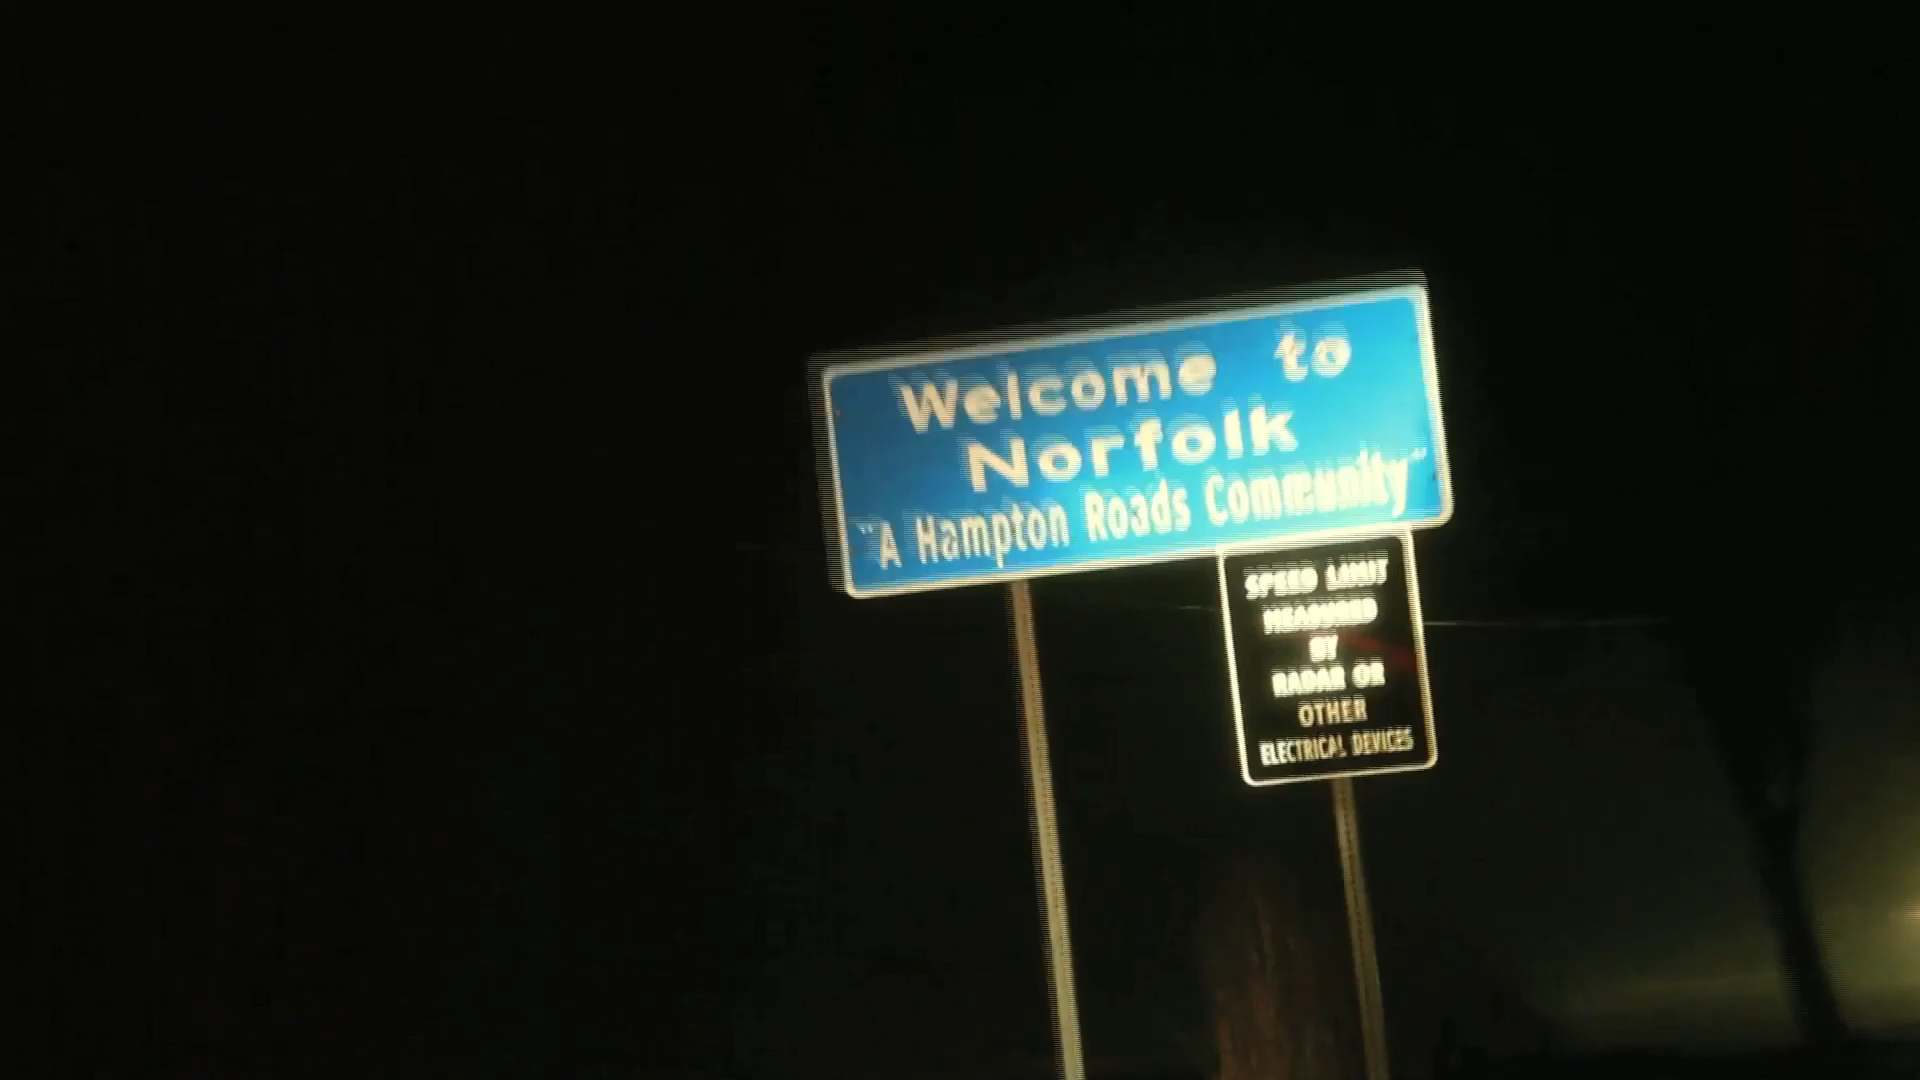 Welcome to
Norfolk
"A Hampton Roads Community"
SPEED LIMIT
MEASURED
BY
RADAR OR
OTHER
ELECTRICAL DEVICES